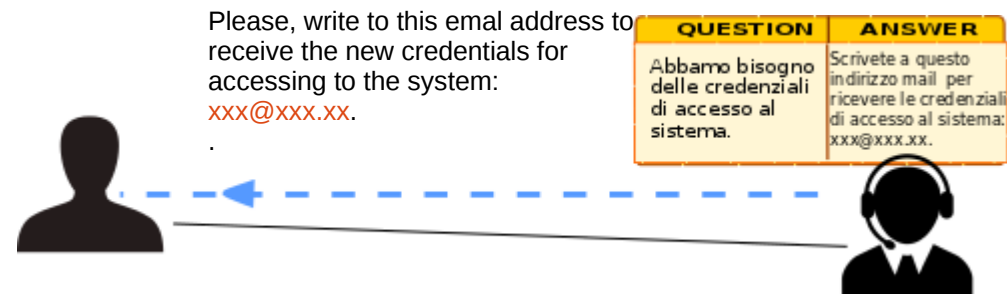 Please, write to this emal address to
receive the new credentials for
accessing to the system:
xxx@xxx.xx.
.
QUESTION
ANSWER
Abbamo bisogno
delle credenziali
di accesso al
sistema.
Scrivete a questo
indirizzo mail per
ricevere le credenziali
di accesso al sistema:
xxx@xxx.xx.